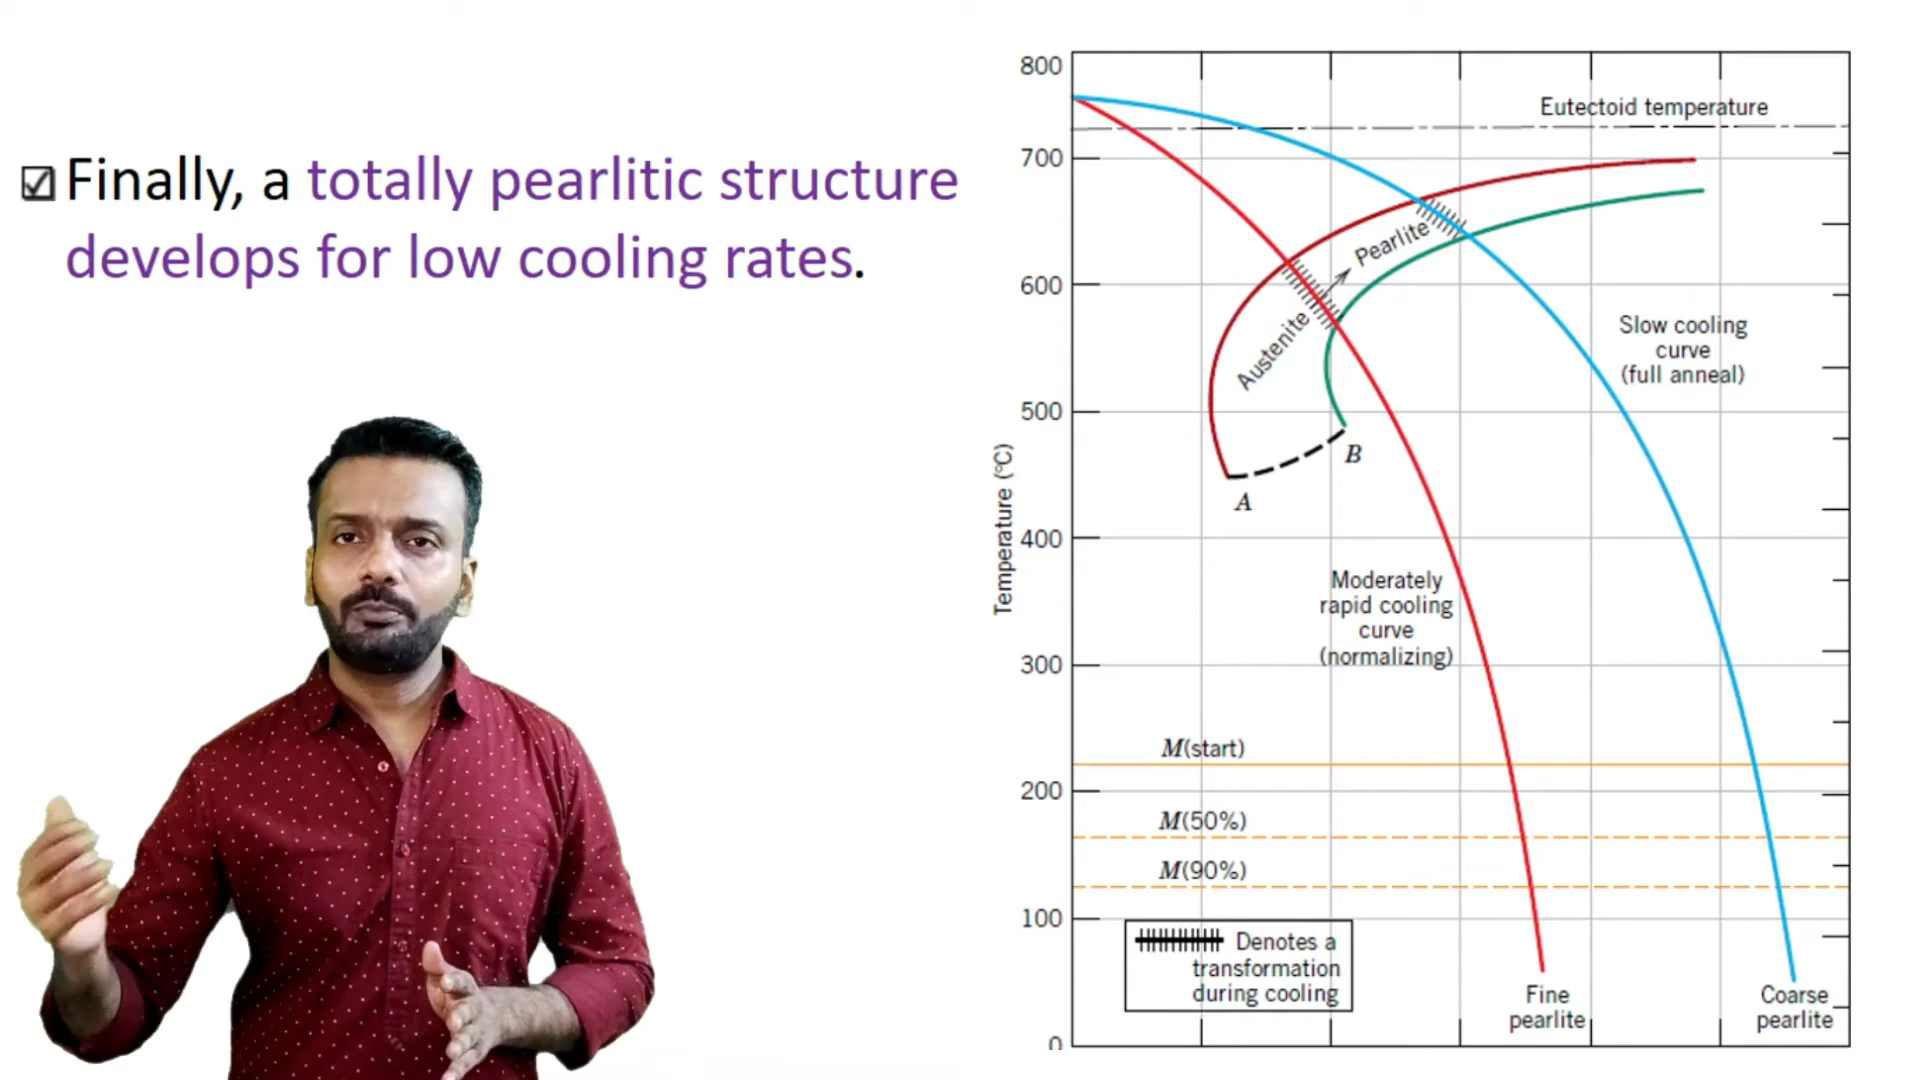 Finally, a totally pearlitic structure
develops for low cooling rates.
800
700
600
500
400
300
200
100
0
Temperature (°C)
Eutectoid temperature
Pearlite
Austenite
A
B
Slow cooling
curve
(full anneal)
Moderately
rapid cooling
curve
(normalizing)
M(start)
M(50%)
M(90%)
Denotes a
transformation
during cooling
Fine
pearlite
Coarse
pearlite